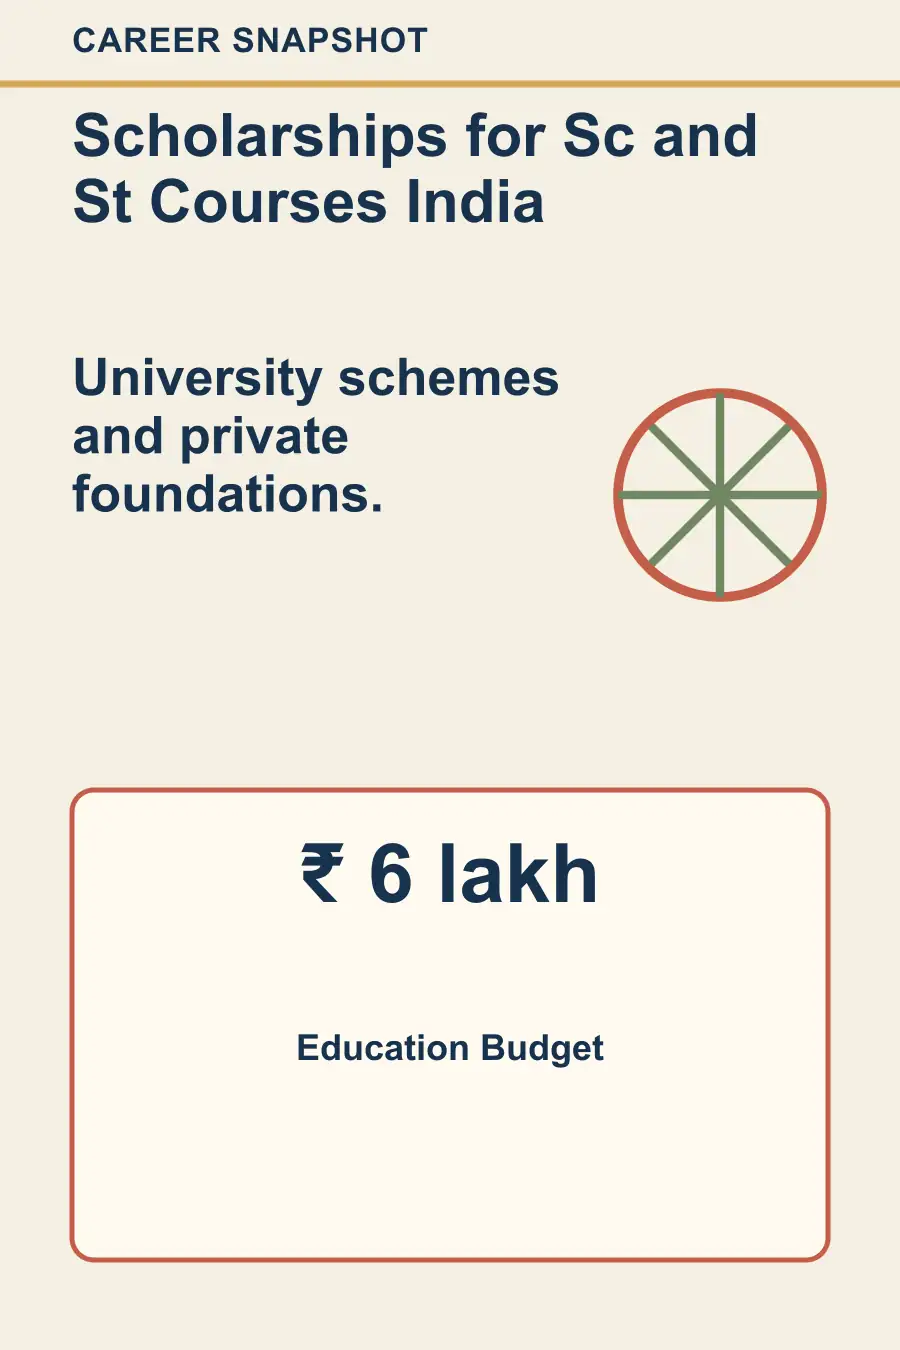 CAREER SNAPSHOT
Scholarships for Sc and
St Courses India
University schemes
and private
foundations.
₹ 6 lakh
Education Budget